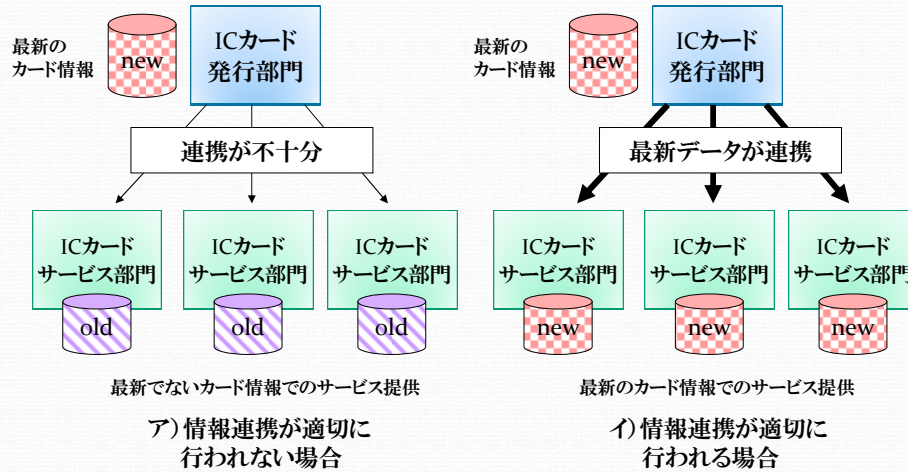 最新の
カード情報
new
ICカード
発行部門
連携が不十分
ICカード
サービス部門
old
ICカード
サービス部門
old
ICカード
サービス部門
old
最新でないカード情報でのサービス提供
ア)情報連携が適切に
行われない場合
最新の
カード情報
new
ICカード
発行部門
最新データが連携
ICカード
サービス部門
new
ICカード
サービス部門
new
ICカード
サービス部門
new
最新のカード情報でのサービス提供
イ)情報連携が適切に
行われる場合